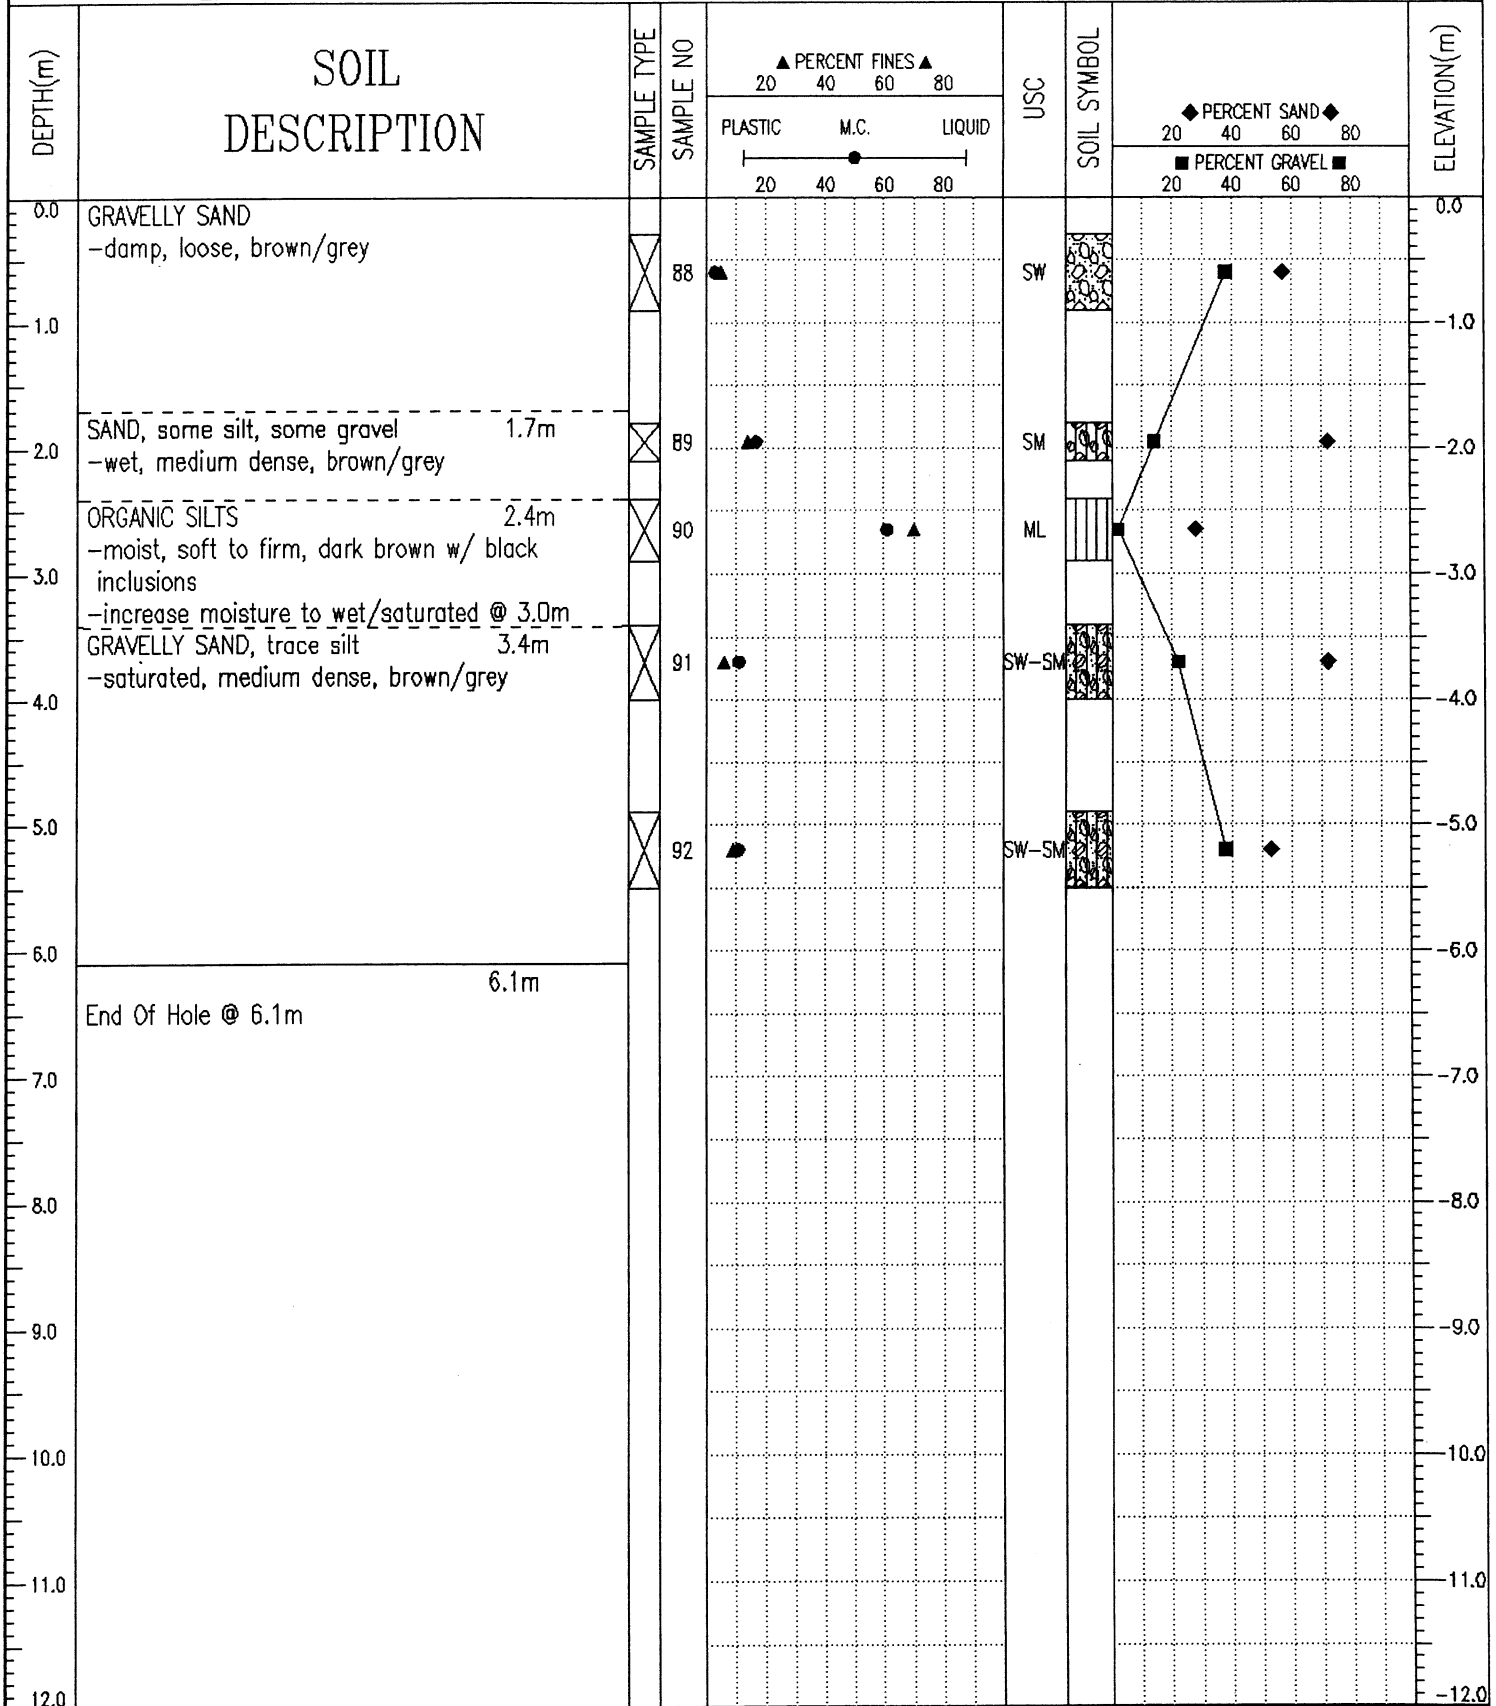 DEPTH(m)
SOIL
DESCRIPTION
SAMPLE TYPE
SAMPLE NO
▲ PERCENT FINES ▲
20 40 60 80
PLASTIC M.C. LIQUID
20 40 60 80
USC
SOIL SYMBOL
◆ PERCENT SAND ◆
20 40 60 80
■ PERCENT GRAVEL ■
20 40 60 80
ELEVATION(m)
0.0
GRAVELLY SAND
-damp, loose, brown/grey
88
SW
0.0
1.0
-1.0
SAND, some silt, some gravel 1.7m
-wet, medium dense, brown/grey
89
SM
2.0
-2.0
ORGANIC SILTS 2.4m
-moist, soft to firm, dark brown w/ black
inclusions
-increase moisture to wet/saturated @ 3.0m
90
ML
3.0
-3.0
GRAVELLY SAND, trace silt 3.4m
-saturated, medium dense, brown/grey
91
SW-SM
4.0
-4.0
5.0
-5.0
92
SW-SM
6.0
-6.0
6.1m
End Of Hole @ 6.1m
7.0
-7.0
8.0
-8.0
9.0
-9.0
10.0
-10.0
11.0
-11.0
12.0
-12.0